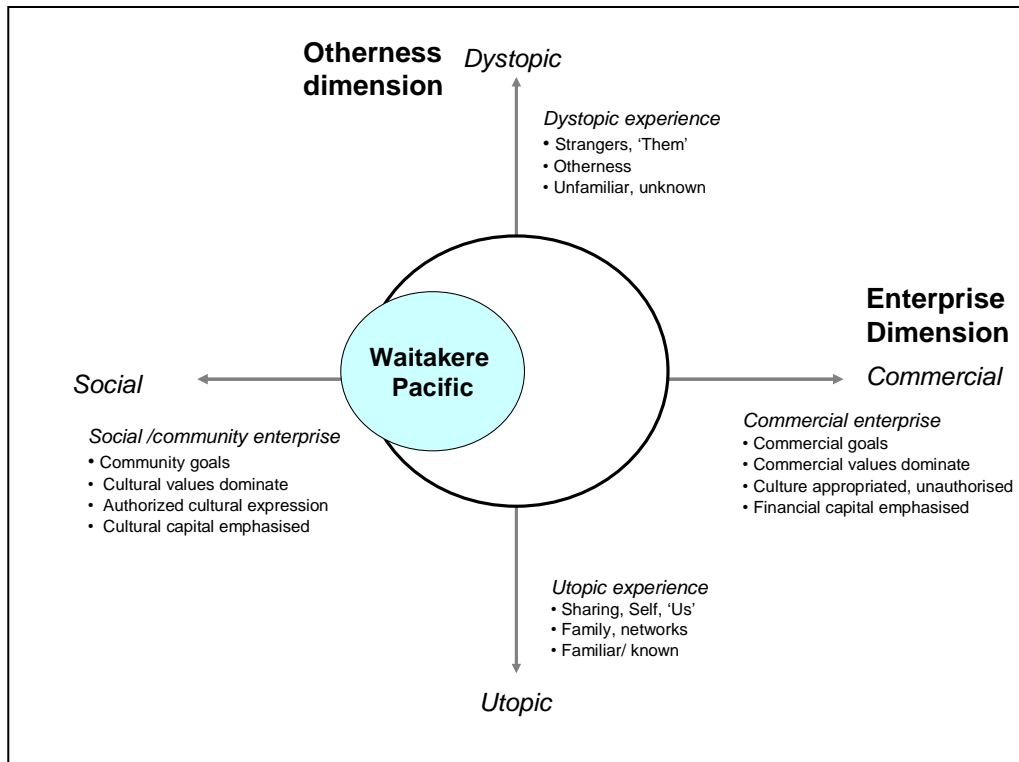 Otherness
dimension
Dystopic
Dystopic experience
• Strangers, ‘Them’
• Otherness
• Unfamiliar, unknown
Enterprise
Dimension
Waitakere
Pacific
Social
Commercial
Social /community enterprise
• Community goals
• Cultural values dominate
• Authorized cultural expression
• Cultural capital emphasised
Commercial enterprise
• Commercial goals
• Commercial values dominate
• Culture appropriated, unauthorised
• Financial capital emphasised
Utopic experience
• Sharing, Self, ‘Us’
• Family, networks
• Familiar/ known
Utopic